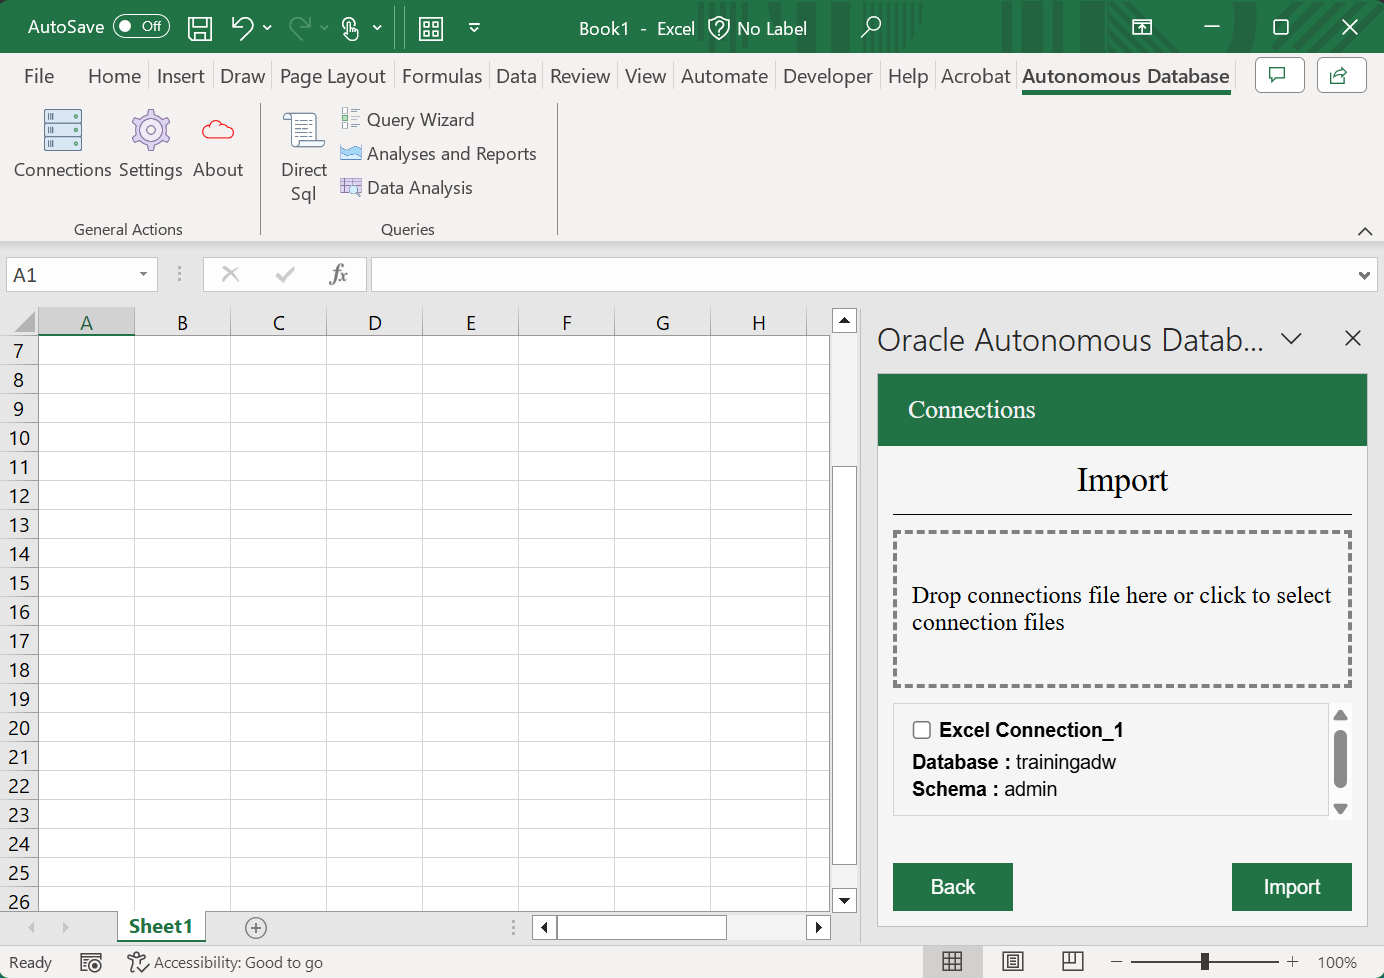 AutoSave Off Book1 - Excel No Label
File Home Insert Draw Page Layout Formulas Data Review View Automate Developer Help Acrobat Autonomous Database
Connections Settings About
General Actions
Direct
Sql
Query Wizard
Analyses and Reports
Data Analysis
Queries
A1 fx
A B C D E F G H
7
8
9
10
11
12
13
14
15
16
17
18
19
20
21
22
23
24
25
26
Oracle Autonomous Datab...
Connections
Import
Drop connections file here or click to select
connection files
Excel Connection_1
Database : trainingadw
Schema : admin
Back Import
Sheet1
Ready Accessibility: Good to go 100%